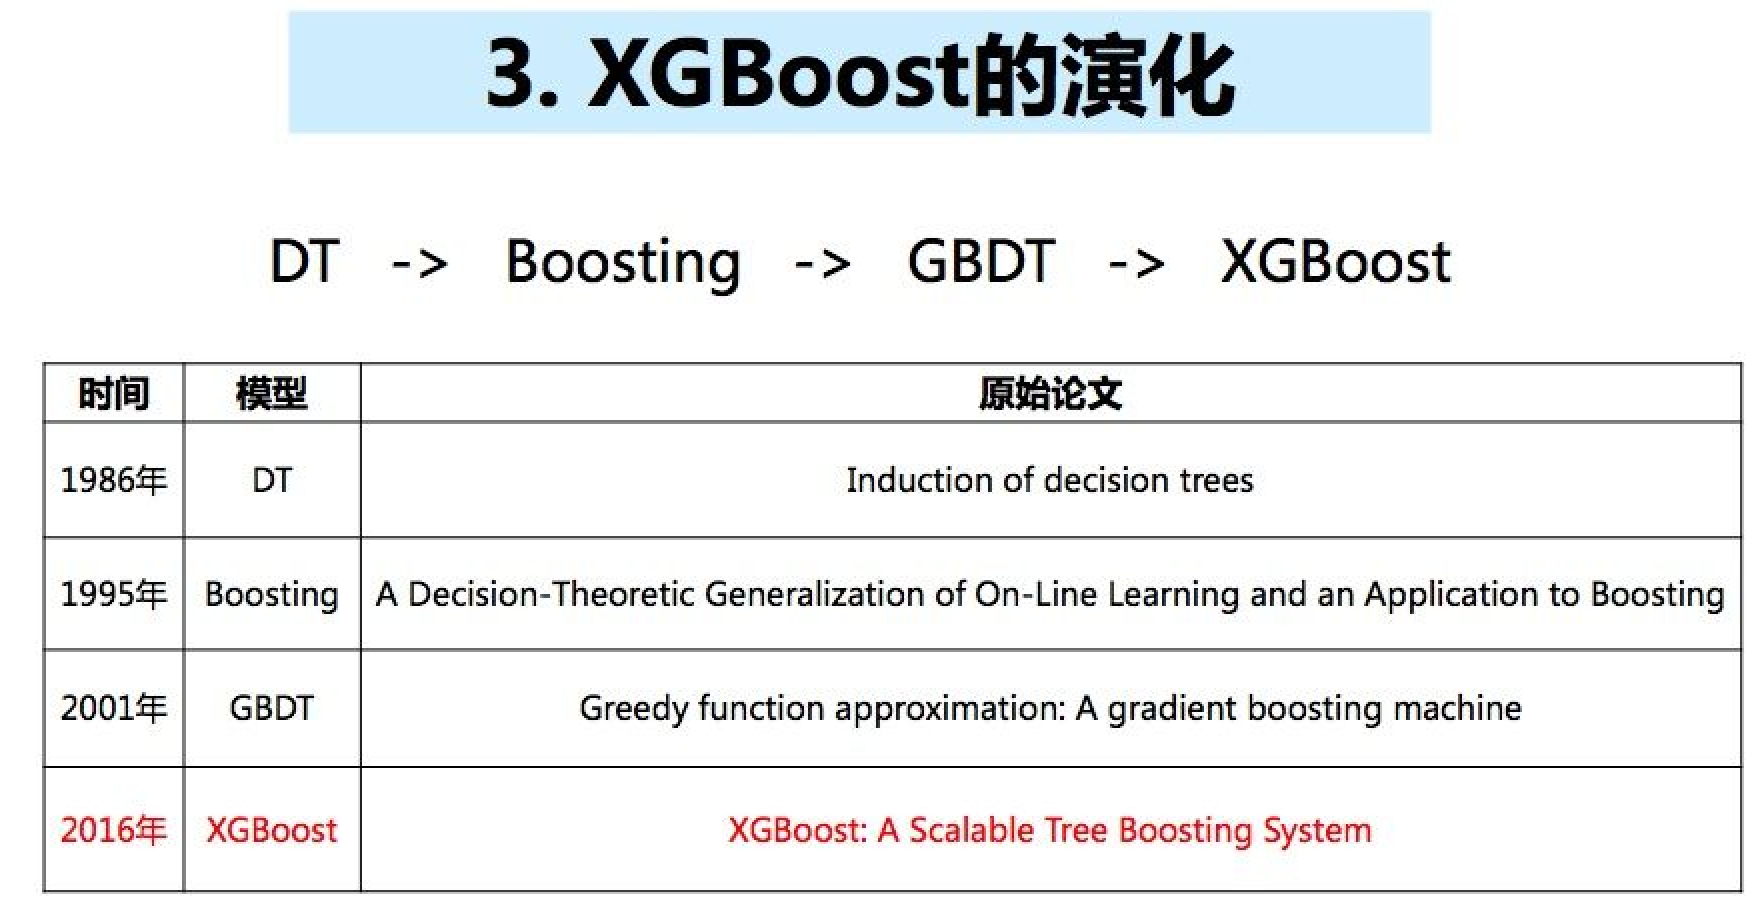 3. XGBoost的演化
DT -> Boosting -> GBDT -> XGBoost
时间 模型 原始论文
1986年 DT Induction of decision trees
1995年 Boosting A Decision-Theoretic Generalization of On-Line Learning and an Application to Boosting
2001年 GBDT Greedy function approximation: A gradient boosting machine
2016年 XGBoost XGBoost: A Scalable Tree Boosting System